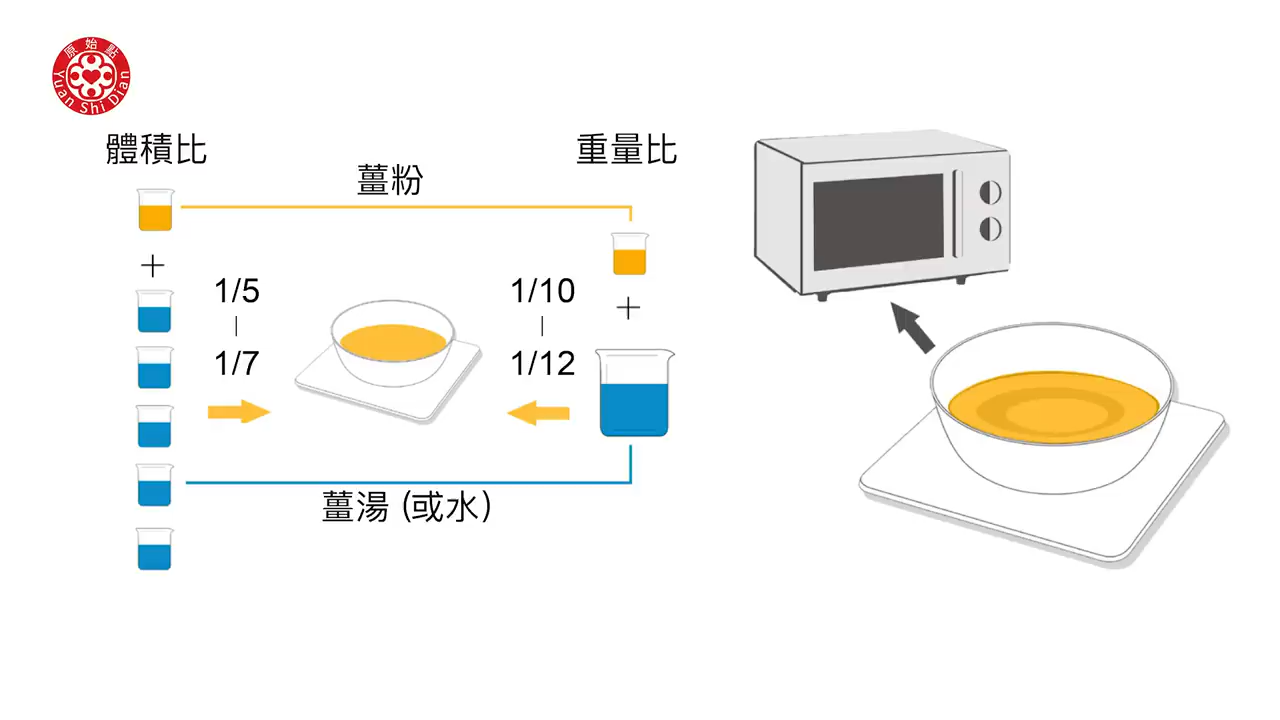 原始點
Yuan Shi Dian
體積比
重量比
薑粉
+
+
1/5
|
1/7
1/10
|
1/12
薑湯 (或水)